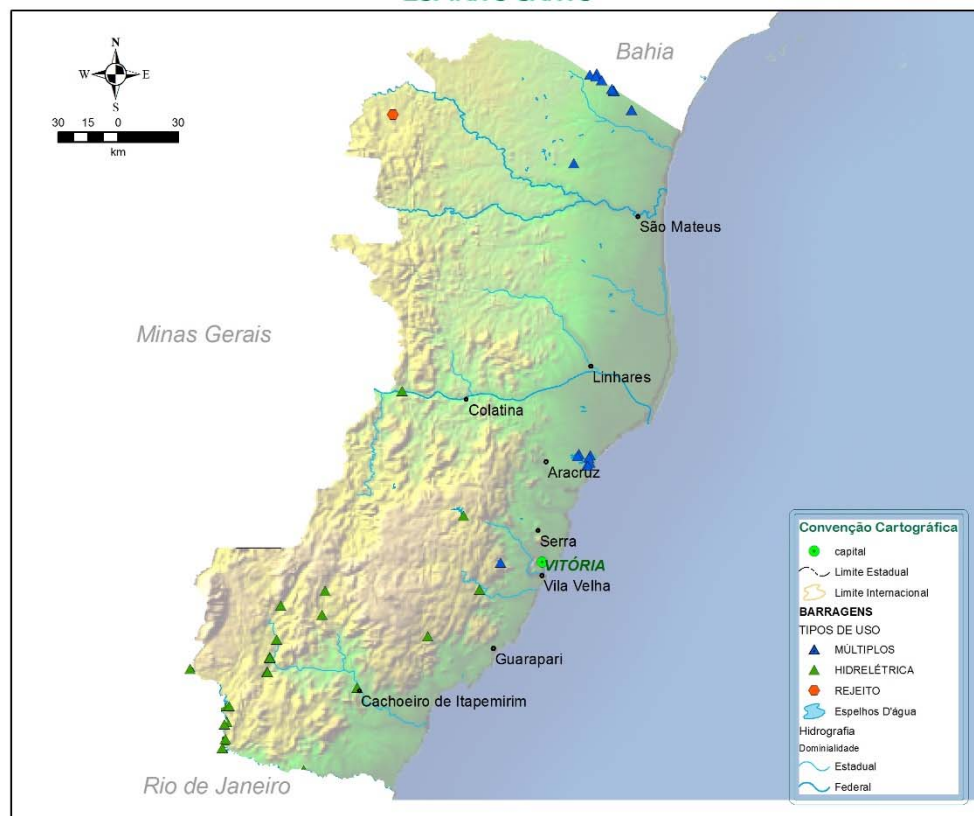 Bahia
N
W E
S
30 15 0 30
km
São Mateus
Minas Gerais
Linhares
Colatina
Aracruz
Serra
VITÓRIA
Vila Velha
Guarapari
Cachoeiro de Itapemirim
Rio de Janeiro
Convenção Cartográfica
capital
Limite Estadual
Limite Internacional
BARRAGENS
TIPOS DE USO
MÚLTIPLOS
HIDRELÉTRICA
REJEITO
Espelhos D'água
Hidrografia
Dominialidade
Estadual
Federal